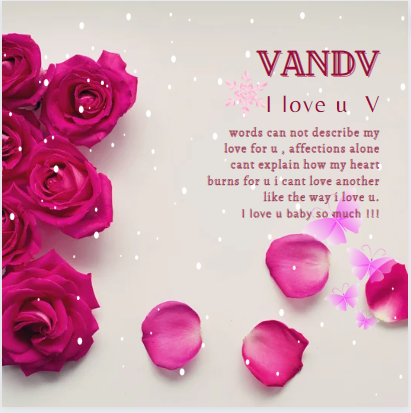 VANDV
I love u V
words can not describe my
love for u , affections alone
cant explain how my heart
burns for u i cant love another
like the way i love u.
I love u baby so much !!!